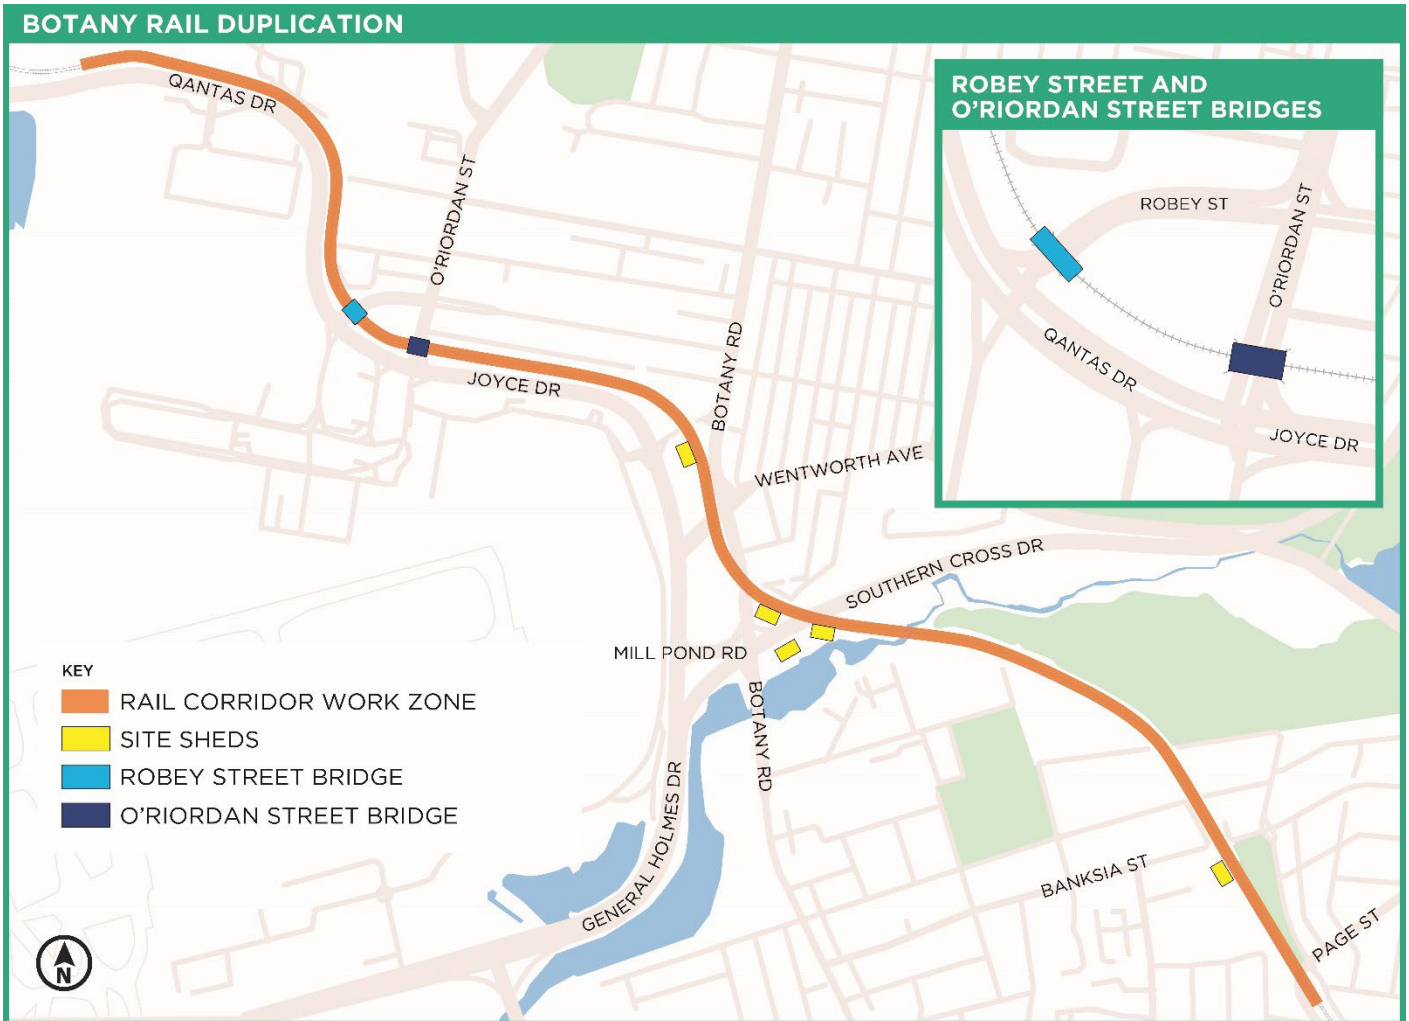 BOTANY RAIL DUPLICATION
QANTAS DR
O'RIORDAN ST
JOYCE DR
BOTANY RD
WENTWORTH AVE
SOUTHERN CROSS DR
MILL POND RD
BOTANY RD
GENERAL HOLMES DR
BANKSIA ST
PAGE ST
ROBEY STREET AND
O'RIORDAN STREET BRIDGES
ROBEY ST
O'RIORDAN ST
QANTAS DR
JOYCE DR
KEY
RAIL CORRIDOR WORK ZONE
SITE SHEDS
ROBEY STREET BRIDGE
O'RIORDAN STREET BRIDGE
N